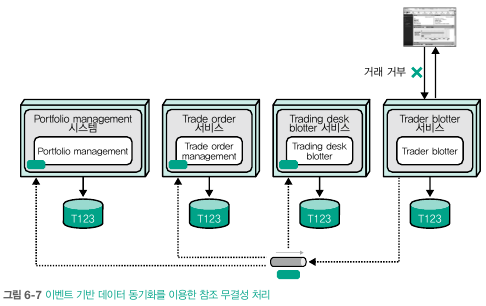 거래 거부
Portfolio management
시스템
Portfolio management
Trade order
서비스
Trade order
management
Trading desk
blotter 서비스
Trading desk
blotter
Trader blotter
서비스
Trader blotter
T123
T123
T123
T123
그림 6-7 이벤트 기반 데이터 동기화를 이용한 참조 무결성 처리